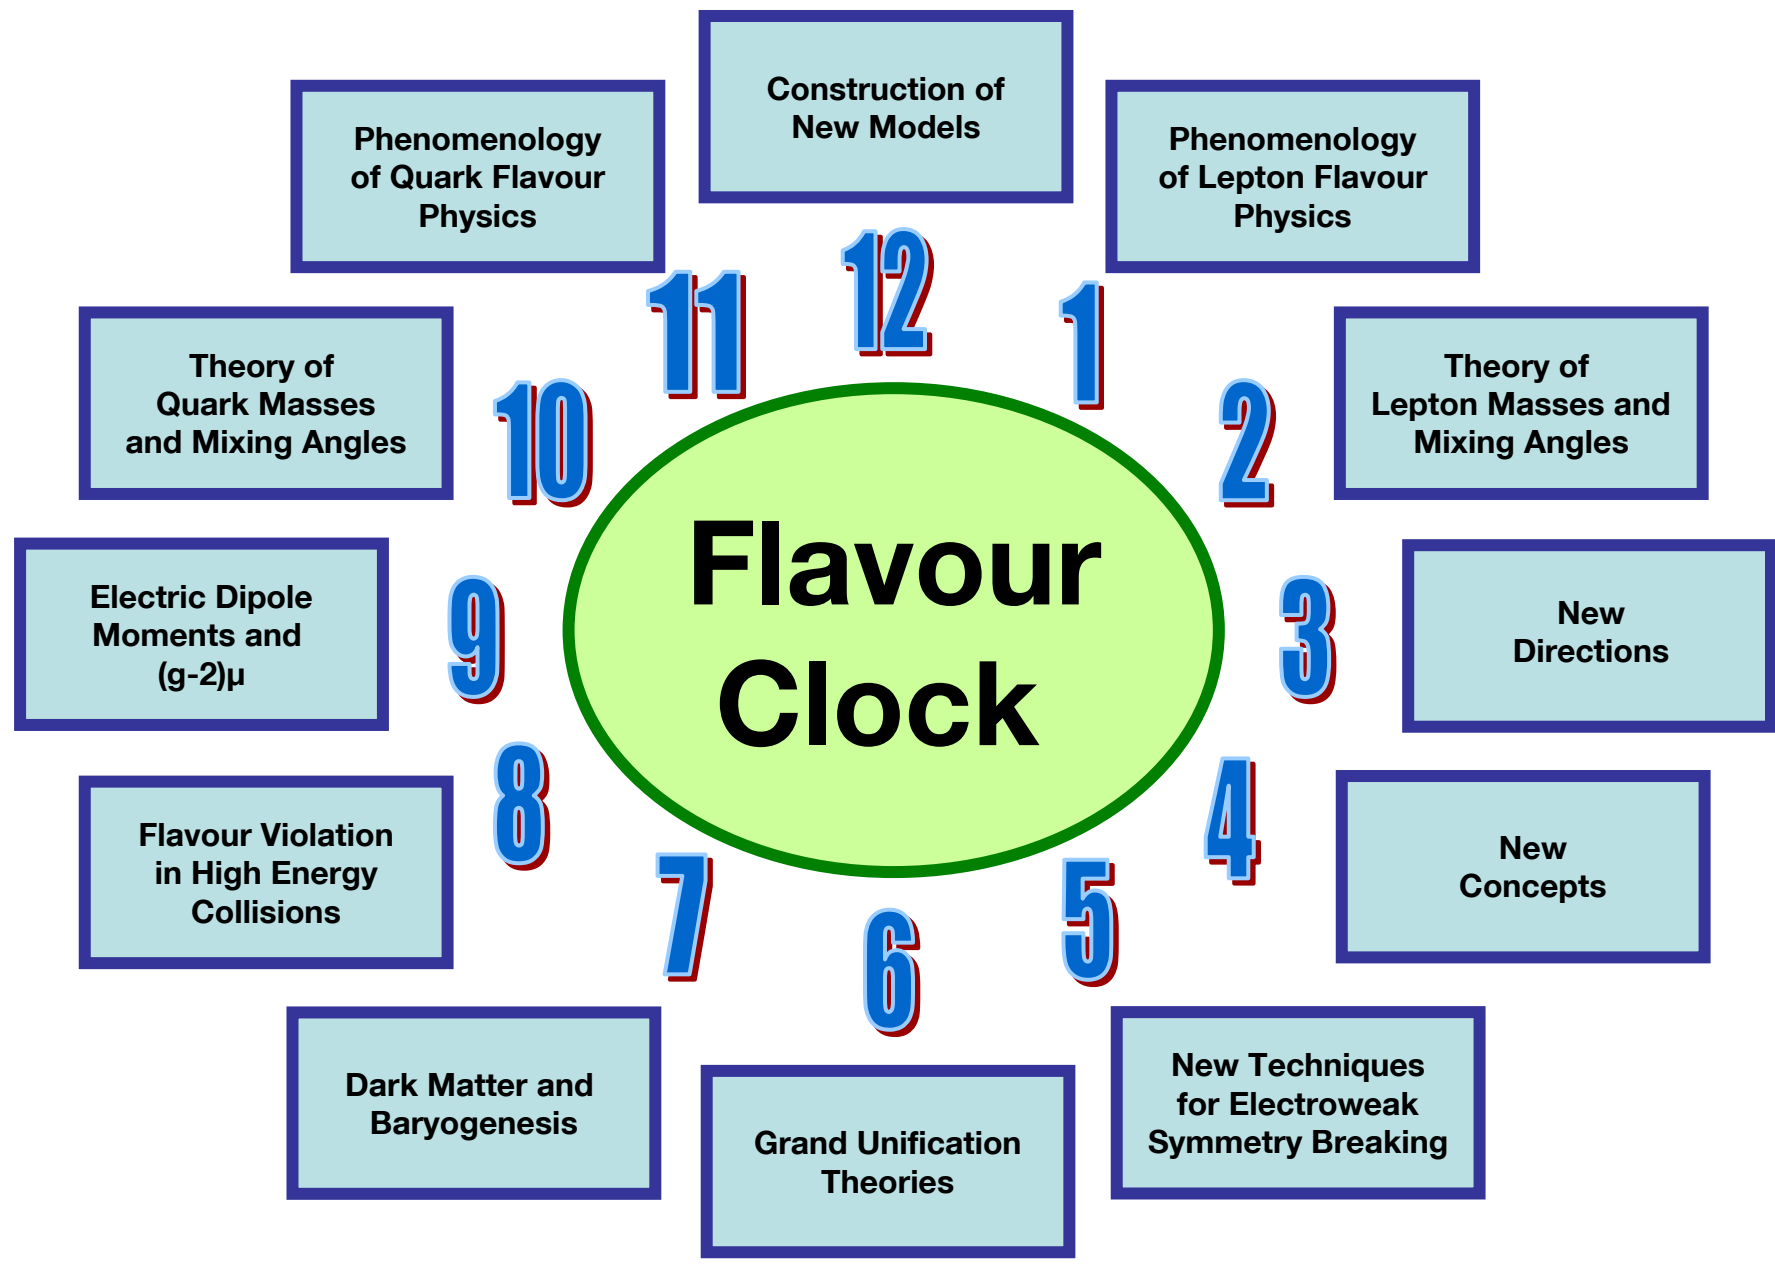 Construction of
New Models
12
Phenomenology
of Lepton Flavour
Physics
1
Theory of
Lepton Masses and
Mixing Angles
2
New
Directions
3
New
Concepts
4
New Techniques
for Electroweak
Symmetry Breaking
5
Grand Unification
Theories
6
Dark Matter and
Baryogenesis
7
Flavour Violation
in High Energy
Collisions
8
Electric Dipole
Moments and
(g-2)μ
9
Theory of
Quark Masses
and Mixing Angles
10
Phenomenology
of Quark Flavour
Physics
11
Flavour
Clock